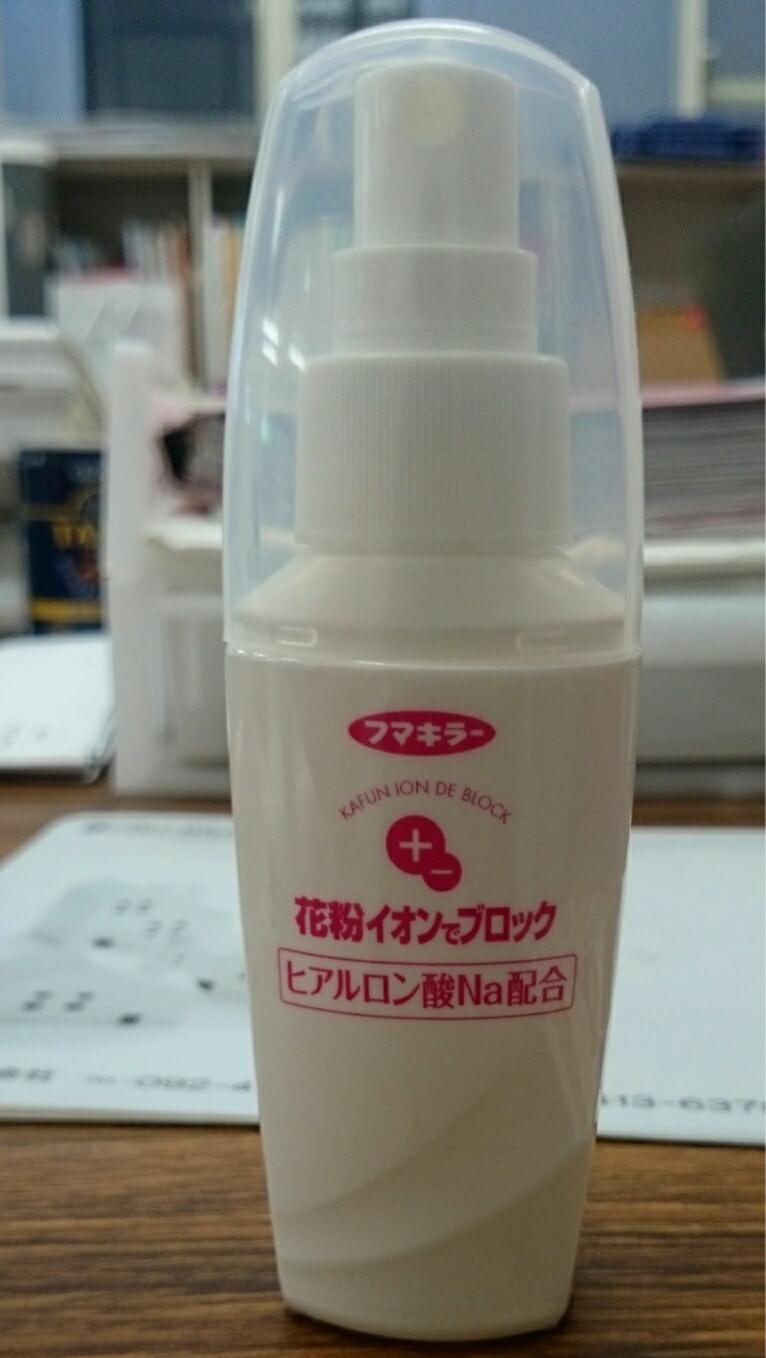 フマキラー
KAFUN ION DE BLOCK
+
-
花粉イオンでブロック
ヒアルロン酸Na配合